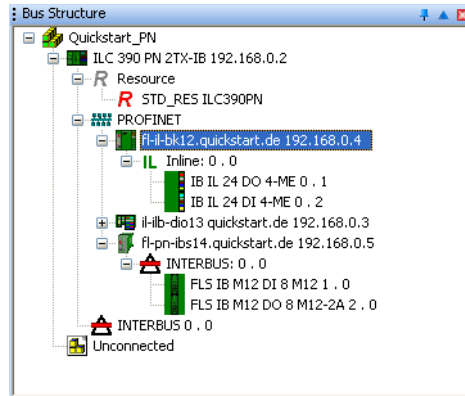 Bus Structure
Quickstart_PN
ILC 390 PN 2TX-IB 192.168.0.2
R Resource
R STD_RES ILC390PN
PROFINET
fl-il-bk12.quickstart.de 192.168.0.4
IL Inline: 0 . 0
IB IL 24 DO 4-ME 0 . 1
IB IL 24 DI 4-ME 0 . 2
il-ilb-dio13 quickstart.de 192.168.0.3
fl-pn-ibs14.quickstart.de 192.168.0.5
INTERBUS: 0 . 0
FLS IB M12 DI 8 M12 1 . 0
FLS IB M12 DO 8 M12-2A 2 . 0
INTERBUS 0 . 0
Unconnected